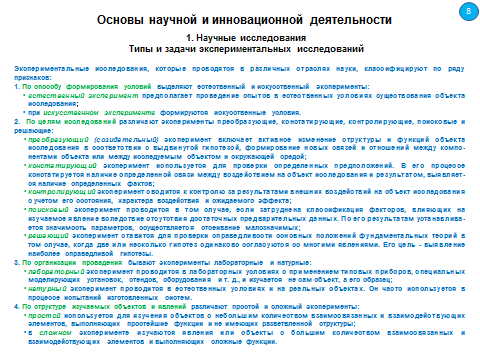 8
Основы научной и инновационной деятельности
1. Научные исследования
Типы и задачи экспериментальных исследований
Экспериментальные исследования, которые проводятся в различных отраслях науки, классифицируют по ряду
признаков:
1. По способу формирования условий выделяют естественный и искусственный эксперименты:
• естественный эксперимент предполагает проведение опытов в естественных условиях существования объекта
исследования;
• при искусственном эксперименте формируются искусственные условия.
2. По целям исследований различают эксперименты преобразующие, констатирующие, контролирующие, поисковые и
решающие:
• преобразующий (созидательный) эксперимент включает активное изменение структуры и функций объекта
исследования в соответствии с выдвинутой гипотезой, формирование новых связей и отношений между компо-
нентами объекта или между исследуемым объектом и окружающей средой;
• констатирующий эксперимент используется для проверки определенных предположений. В его процессе
констатируется наличие определенной связи между воздействием на объект исследования и результатом, выявляет-
ся наличие определенных фактов;
• контролирующий эксперимент сводится к контролю за результатами внешних воздействий на объект исследования
с учетом его состояния, характера воздействия и ожидаемого эффекта;
• поисковый эксперимент проводится в том случае, если затруднена классификация факторов, влияющих на
изучаемое явление вследствие отсутствия достаточных предварительных данных. По его результатам устанавлива-
ется значимость параметров, осуществляется отсеивание малозначимых;
• решающий эксперимент ставится для проверки справедливости основных положений фундаментальных теорий в
том случае, когда две или несколько гипотез одинаково согласуются со многими явлениями. Его цель - выявление
наиболее справедливой гипотезы.
3. По организации проведения бывают эксперименты лабораторные и натурные:
• лабораторный эксперимент проводится в лабораторных условиях с применением типовых приборов, специальных
моделирующих установок, стендов, оборудования и т. д., и изучается не сам объект, а его образец;
• натурный эксперимент проводится в естественных условиях и на реальных объектах. Он часто используется в
процессе испытаний изготовленных систем.
4. По структуре изучаемых объектов и явлений различают простой и сложный эксперименты:
• простой используется для изучения объектов с небольшим количеством взаимосвязанных и взаимодействующих
элементов, выполняющих простейшие функции и не имеющих разветвленной структуры;
• в сложном эксперименте изучаются явления или объекты с большим количеством взаимосвязанных и
взаимодействующих элементов и выполняющих сложные функции.